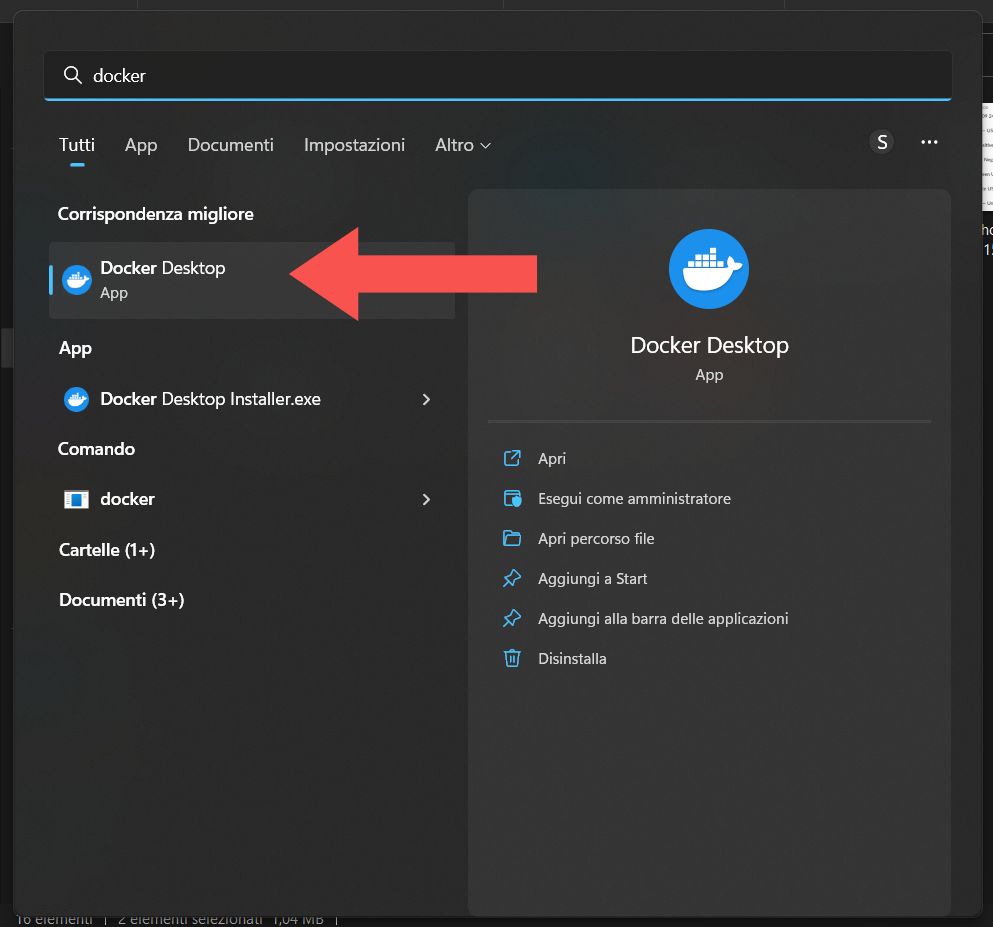 docker
Tutti App Documenti Impostazioni Altro
S
Corrispondenza migliore
Docker Desktop
App
App
Docker Desktop Installer.exe
Comando
docker
Cartelle (1+)
Documenti (3+)
Docker Desktop
App
Apri
Esegui come amministratore
Apri percorso file
Aggiungi a Start
Aggiungi alla barra delle applicazioni
Disinstalla
16 elementi 2 elementi selezionati 1,04 MB